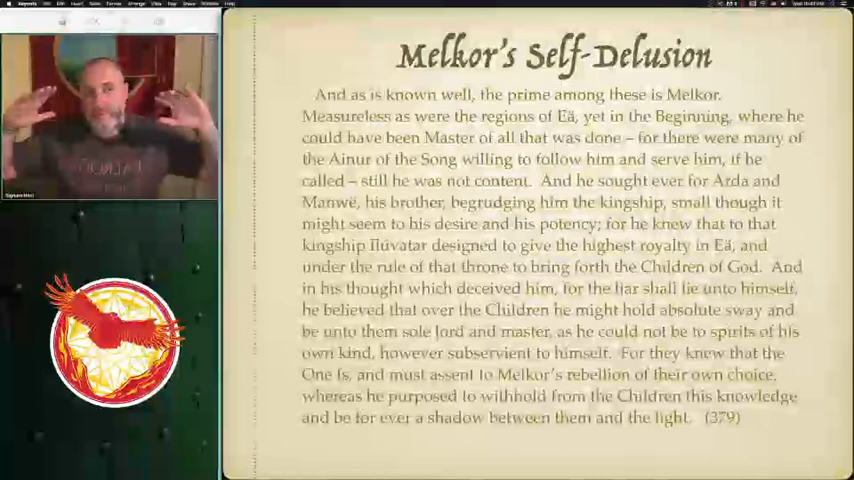 Melkor's Self-Delusion
And as is known well, the prime among these is Melkor.
Measureless as were the regions of Eä, yet in the Beginning, where he
could have been Master of all that was done – for there were many of
the Ainur of the Song willing to follow him and serve him, if he
called – still he was not content. And he sought ever for Arda and
Manwë, his brother, begrudging him the kingship, small though it
might seem to his desire and his potency; for he knew that to that
kingship Ilúvatar designed to give the highest royalty in Eä, and
under the rule of that throne to bring forth the Children of God. And
in his thought which deceived him, for the liar shall lie unto himself,
he believed that over the Children he might hold absolute sway and
be unto them sole lord and master, as he could not be to spirits of his
own kind, however subservient to himself. For they knew that the
One Is, and must assent to Melkor's rebellion of their own choice,
whereas he purposed to withhold from the Children this knowledge
and be for ever a shadow between them and the light. (379)